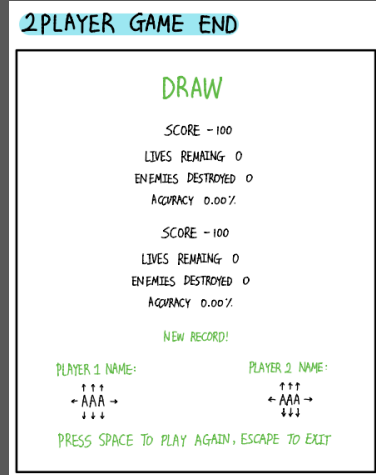 2PLAYER GAME END
DRAW
SCORE -100
LIVES REMAING 0
ENEMIES DESTROYED 0
ACCURACY 0.00%
SCORE -100
LIVES REMAING 0
ENEMIES DESTROYED 0
ACCURACY 0.00%
NEW RECORD!
PLAYER 1 NAME: PLAYER 2 NAME:
↑↑↑ ↑↑↑
←AAA→ ←AAA→
↓↓↓ ↓↓↓
PRESS SPACE TO PLAY AGAIN, ESCAPE TO EXIT